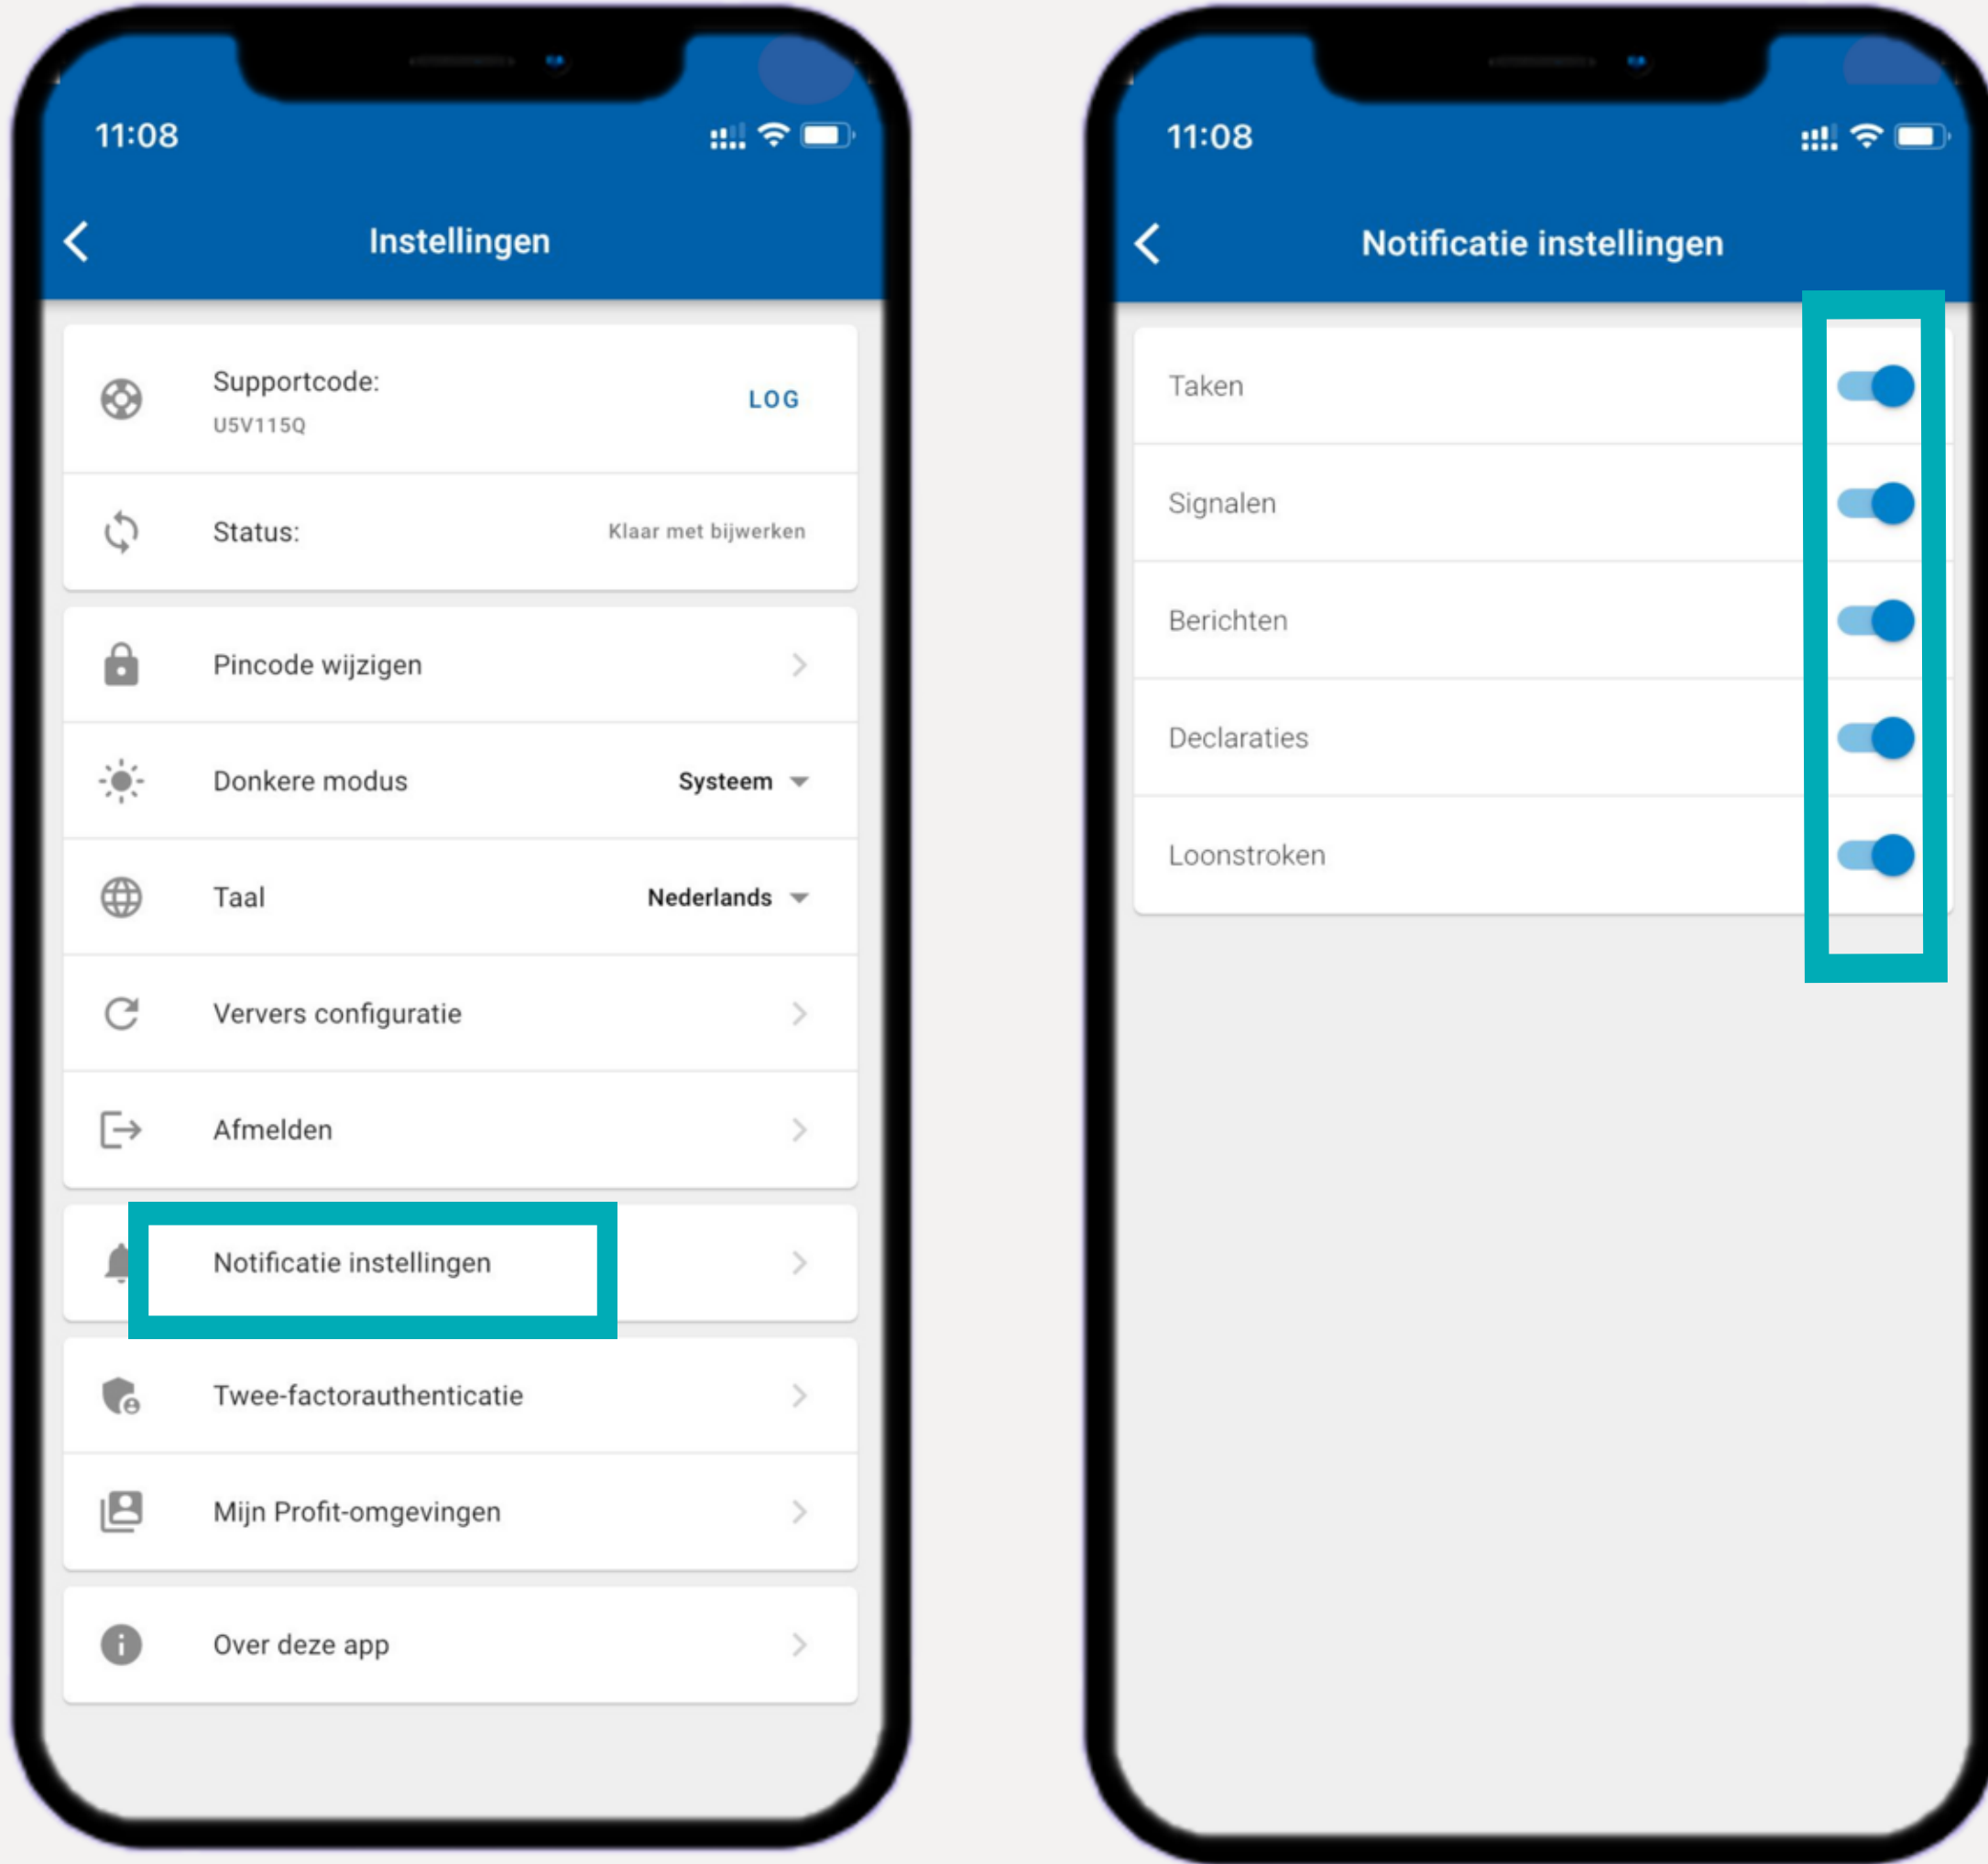 11:08
Instellingen
Supportcode:
LOG
U5V115Q
Status:
Klaar met bijwerken
Pincode wijzigen
Donkere modus
Systeem
Taal
Nederlands
Ververs configuratie
Afmelden
Notificatie instellingen
Twee-factorauthenticatie
Mijn Profit-omgevingen
Over deze app
11:08
Notificatie instellingen
Taken
Signalen
Berichten
Declaraties
Loonstroken